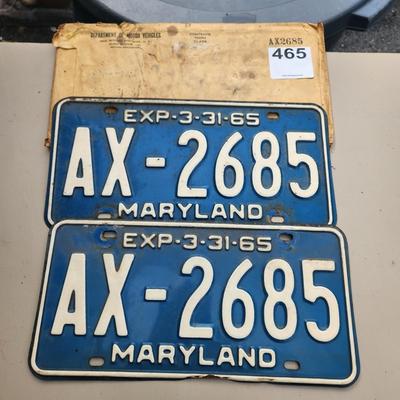 DEPARTMENT OF MOTOR VEHICLES
AX2685
465
EXP-3-31-65
AX-2685
MARYLAND
EXP-3-31-65
AX-2685
MARYLAND